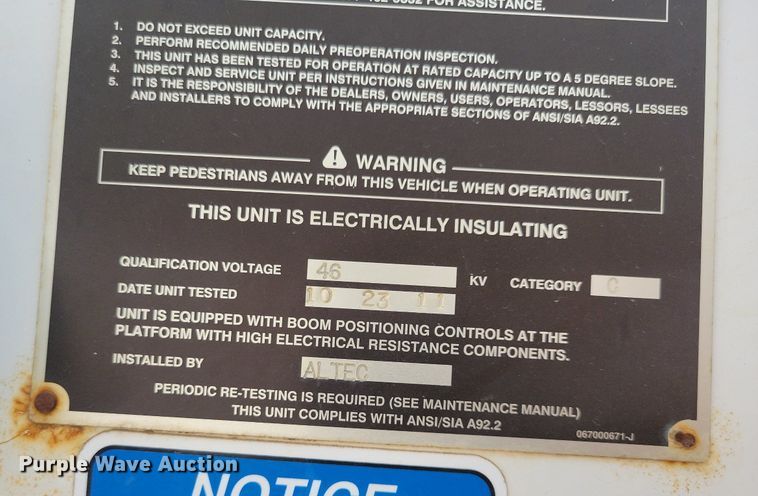 FOR ASSISTANCE.
1. DO NOT EXCEED UNIT CAPACITY.
2. PERFORM RECOMMENDED DAILY PREOPERATION INSPECTION.
3. THIS UNIT HAS BEEN TESTED FOR OPERATION AT RATED CAPACITY UP TO A 5 DEGREE SLOPE.
4. INSPECT AND SERVICE UNIT PER INSTRUCTIONS GIVEN IN MAINTENANCE MANUAL.
5. IT IS THE RESPONSIBILITY OF THE DEALERS, OWNERS, USERS, OPERATORS, LESSORS, LESSEES
AND INSTALLERS TO COMPLY WITH THE APPROPRIATE SECTIONS OF ANSI/SIA A92.2.
WARNING
KEEP PEDESTRIANS AWAY FROM THIS VEHICLE WHEN OPERATING UNIT.
THIS UNIT IS ELECTRICALLY INSULATING
QUALIFICATION VOLTAGE 46 KV CATEGORY C
DATE UNIT TESTED 10 23 11
UNIT IS EQUIPPED WITH BOOM POSITIONING CONTROLS AT THE
PLATFORM WITH HIGH ELECTRICAL RESISTANCE COMPONENTS.
INSTALLED BY ALTEC
PERIODIC RE-TESTING IS REQUIRED (SEE MAINTENANCE MANUAL)
THIS UNIT COMPLIES WITH ANSI/SIA A92.2
067000671-J
Purple Wave Auction
NOTICE